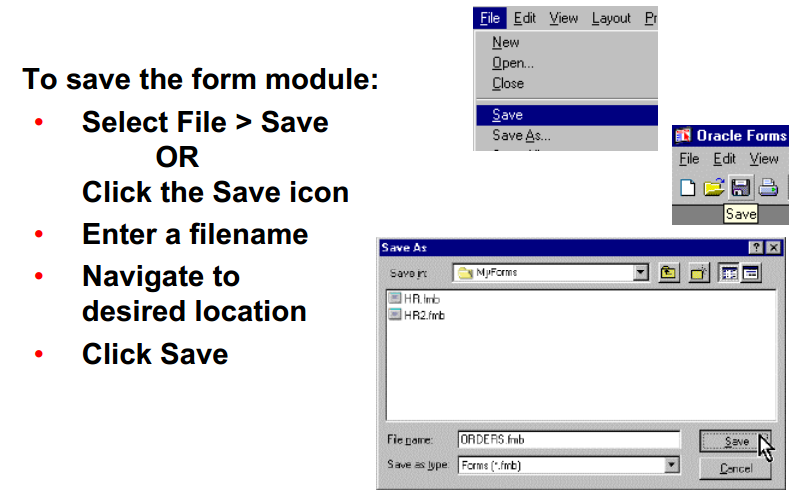 To save the form module:
• Select File > Save
OR
Click the Save icon
• Enter a filename
• Navigate to
desired location
• Click Save
File Edit View Layout Pr
New
Open...
Close
Save
Save As...
Oracle Forms
File Edit View
Save
Save As
Save in: MyForms
HR.fmb
HR2.fmb
File name: ORDERS.fmb Save
Save as type: Forms (*.fmb) Cancel